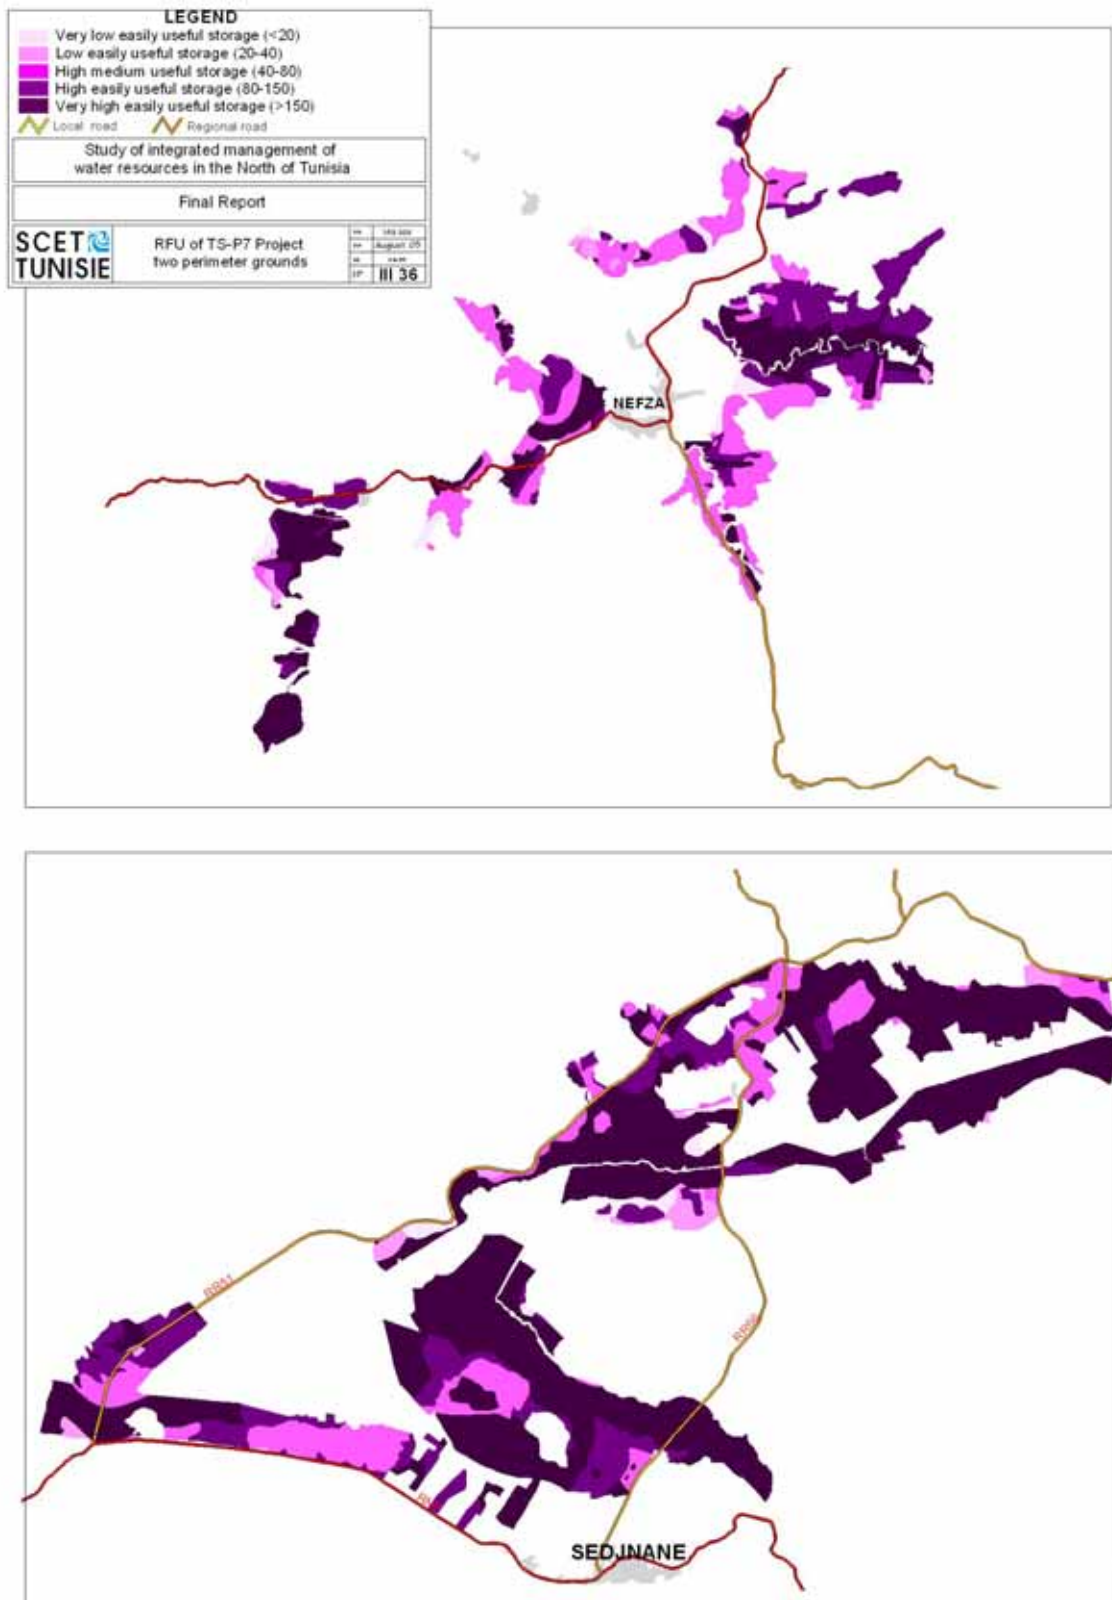 LEGEND
Very low easily useful storage (<20)
Low easily useful storage (20-40)
High medium useful storage (40-80)
High easily useful storage (80-150)
Very high easily useful storage (>150)
Local road
Regional road
Study of integrated management of
water resources in the North of Tunisia
Final Report
SCET
TUNISIE
RFU of TS-P7 Project
two perimeter grounds
August
III 36
NEFZA
RR51
SEDJNANE